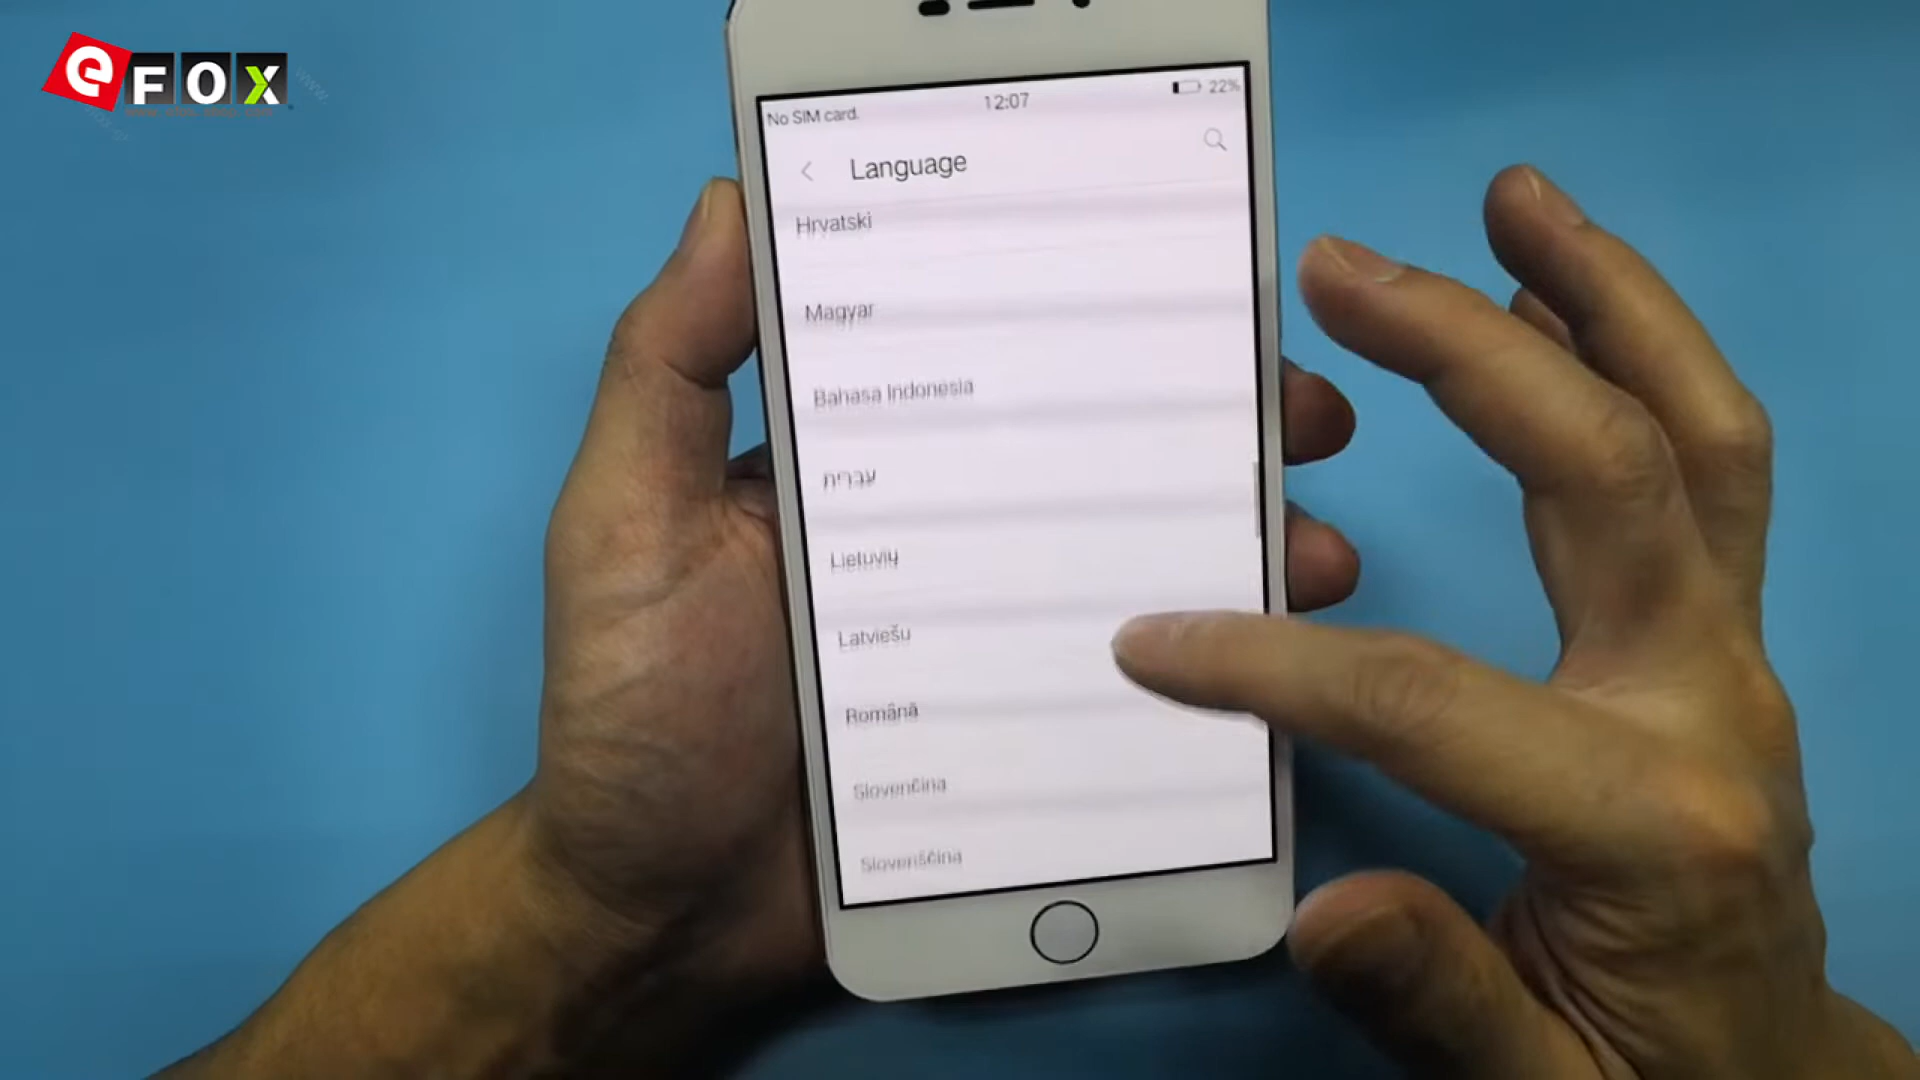 eFOX
No SIM card.
12:07
22%
Language
Hrvatski
Magyar
Bahasa Indonesia
עברית
Lietuvių
Latviešu
Română
Slovenčina
Slovenščina